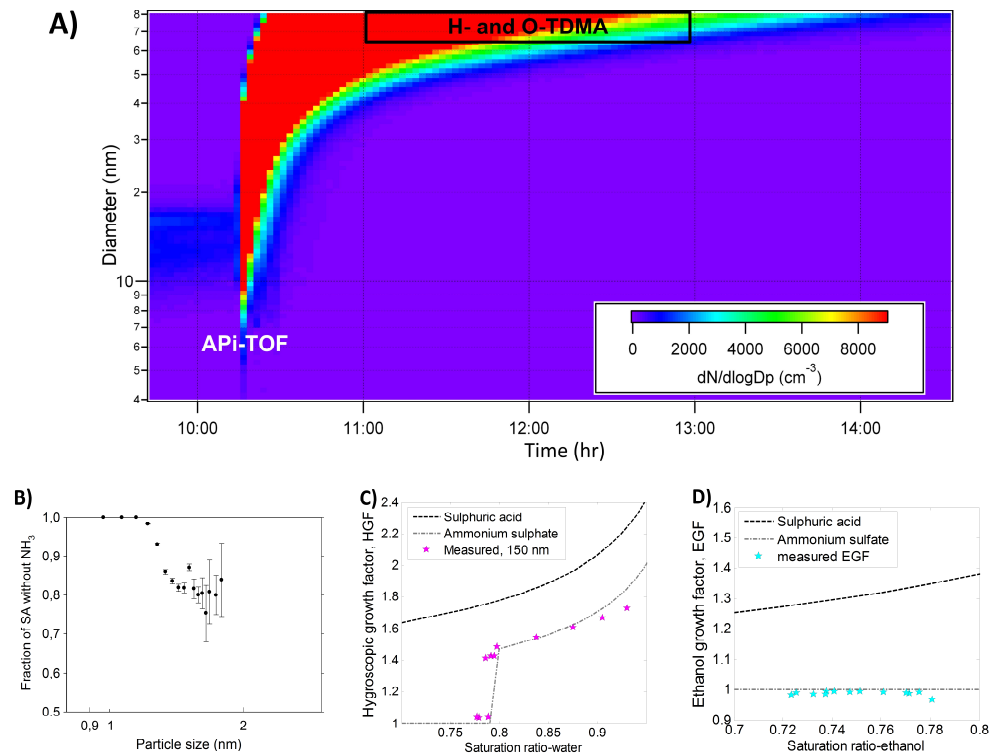 A)
8
7
6
5
4
3
2
10
9
8
7
6
5
4
Diameter (nm)
H- and O-TDMA
APi-TOF
0 2000 4000 6000 8000
dN/dlogDp (cm⁻³)
10:00 11:00 12:00 13:00 14:00
Time (hr)
B)
1,0
0,9
0,8
0,7
0,6
0.5
Fraction of SA without NH₃
0,9 1 2
Particle size (nm)
C)
2.4
2.2
2
1.8
1.6
1.4
1.2
1
Hygroscopic growth factor, HGF
Sulphuric acid
Ammonium sulphate
Measured, 150 nm
0.75 0.8 0.85 0.9
Saturation ratio-water
D)
1.6
1.5
1.4
1.3
1.2
1.1
1
0.9
Ethanol growth factor, EGF
Sulphuric acid
Ammonium sulfate
measured EGF
0.7 0.72 0.74 0.76 0.78 0.8
Saturation ratio-ethanol